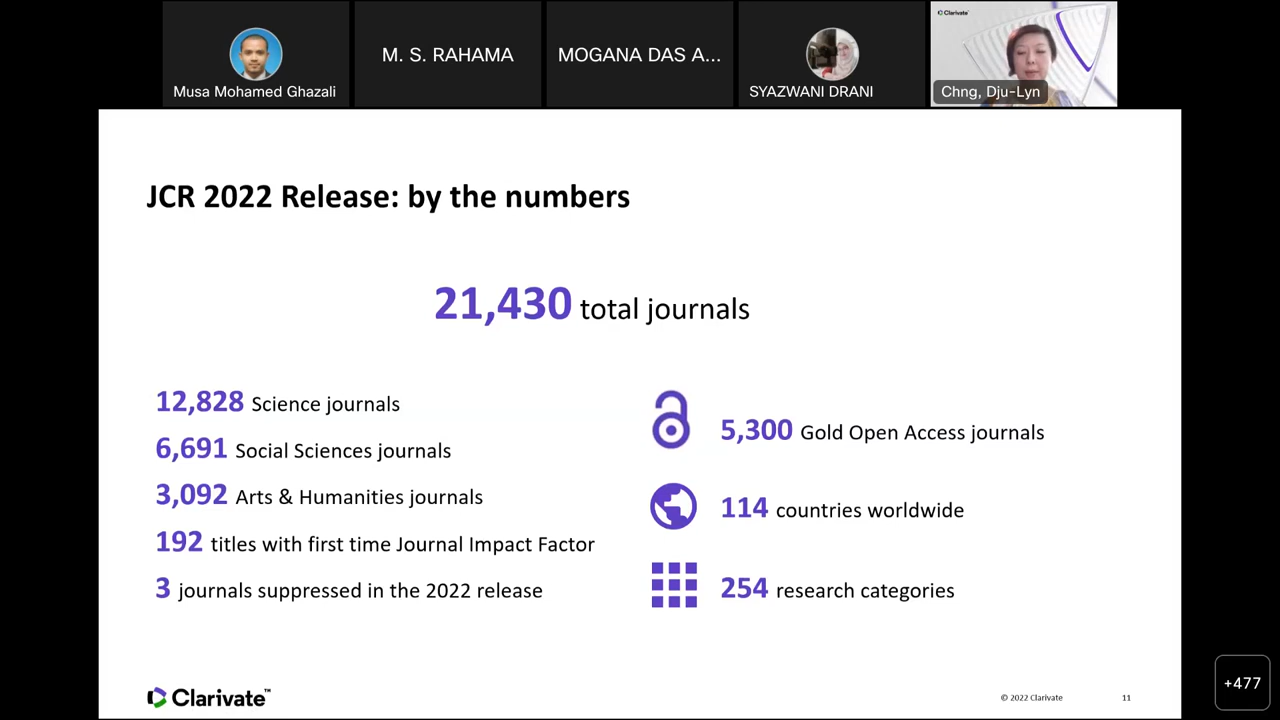 Clarivate
Musa Mohamed Ghazali
M. S. RAHAMA
MOGANA DAS A...
SYAZWANI DRANI
Chng, Dju-Lyn
JCR 2022 Release: by the numbers
21,430 total journals
12,828 Science journals
6,691 Social Sciences journals
3,092 Arts & Humanities journals
192 titles with first time Journal Impact Factor
3 journals suppressed in the 2022 release
5,300 Gold Open Access journals
114 countries worldwide
254 research categories
Clarivate™
© 2022 Clarivate
11
+477